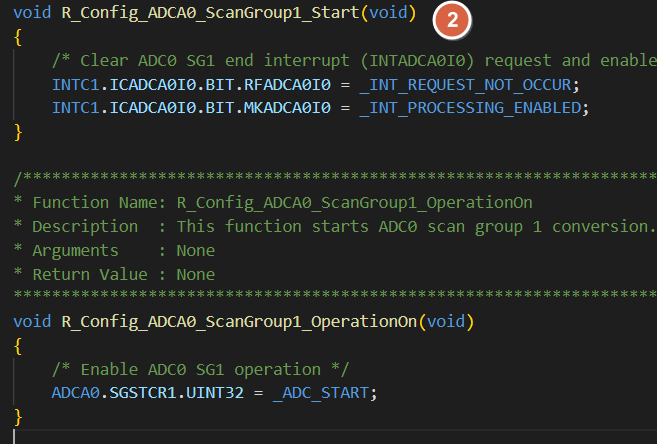 void R_Config_ADCA0_ScanGroup1_Start(void)
2
{
/* Clear ADC0 SG1 end interrupt (INTADCA0I0) request and enable
INTC1.ICADCA0I0.BIT.RFADCA0I0 = _INT_REQUEST_NOT_OCCUR;
INTC1.ICADCA0I0.BIT.MKADCA0I0 = _INT_PROCESSING_ENABLED;
}
/*******************************************************************
* Function Name: R_Config_ADCA0_ScanGroup1_OperationOn
* Description  : This function starts ADC0 scan group 1 conversion.
* Arguments    : None
* Return Value : None
********************************************************************
void R_Config_ADCA0_ScanGroup1_OperationOn(void)
{
/* Enable ADC0 SG1 operation */
ADCA0.SGSTCR1.UINT32 = _ADC_START;
}